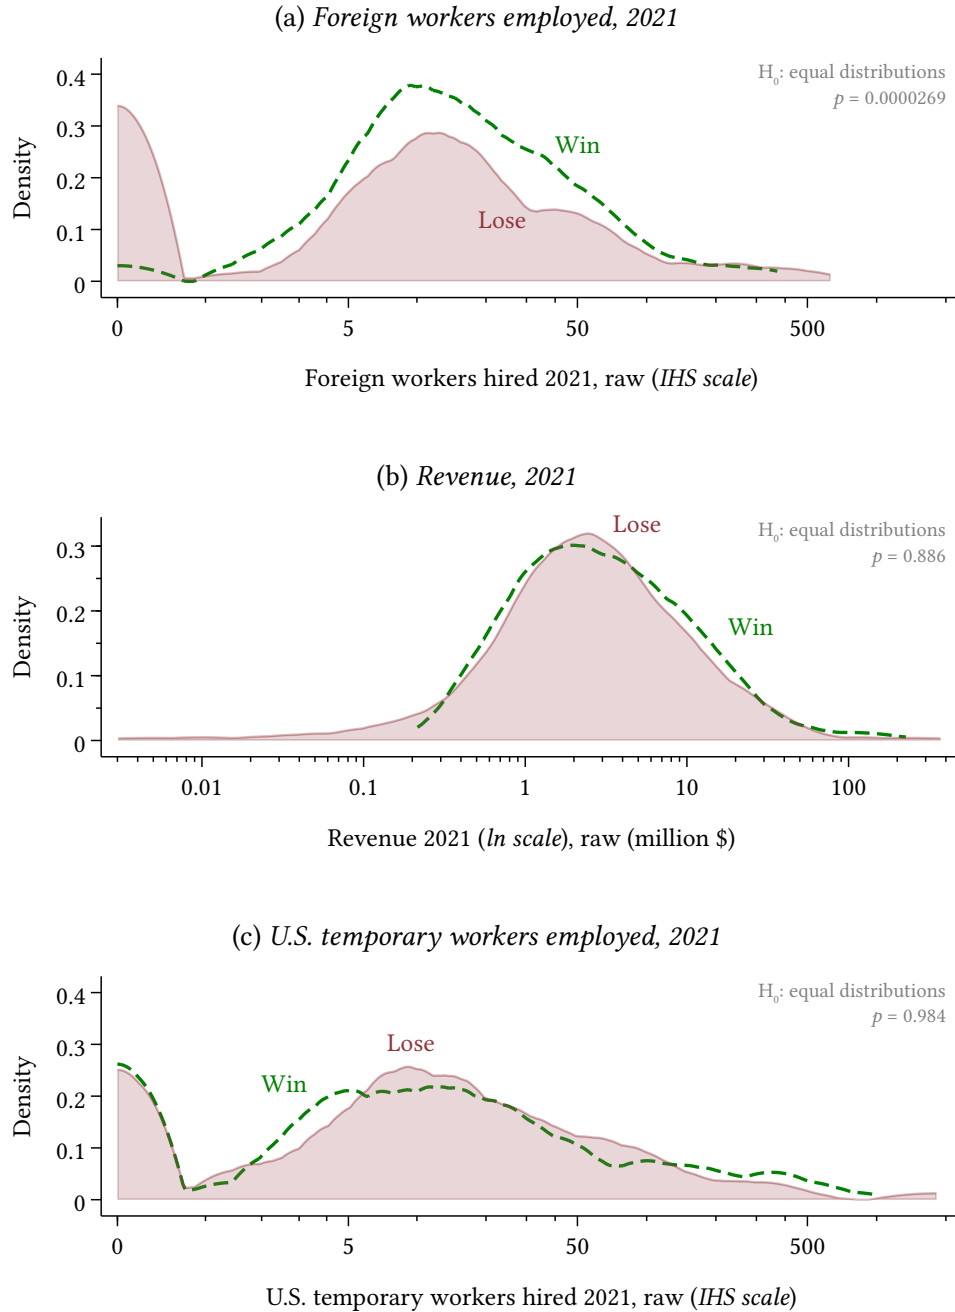 (a) Foreign workers employed, 2021
H0: equal distributions
p = 0.0000269
0.4
0.3
0.2
0.1
0
Density
Win
Lose
0 5 50 500
Foreign workers hired 2021, raw (IHS scale)
(b) Revenue, 2021
H0: equal distributions
p = 0.886
0.3
0.2
0.1
0
Density
Lose
Win
0.01 0.1 1 10 100
Revenue 2021 (ln scale), raw (million $)
(c) U.S. temporary workers employed, 2021
H0: equal distributions
p = 0.984
0.4
0.3
0.2
0.1
0
Density
Lose
Win
0 5 50 500
U.S. temporary workers hired 2021, raw (IHS scale)